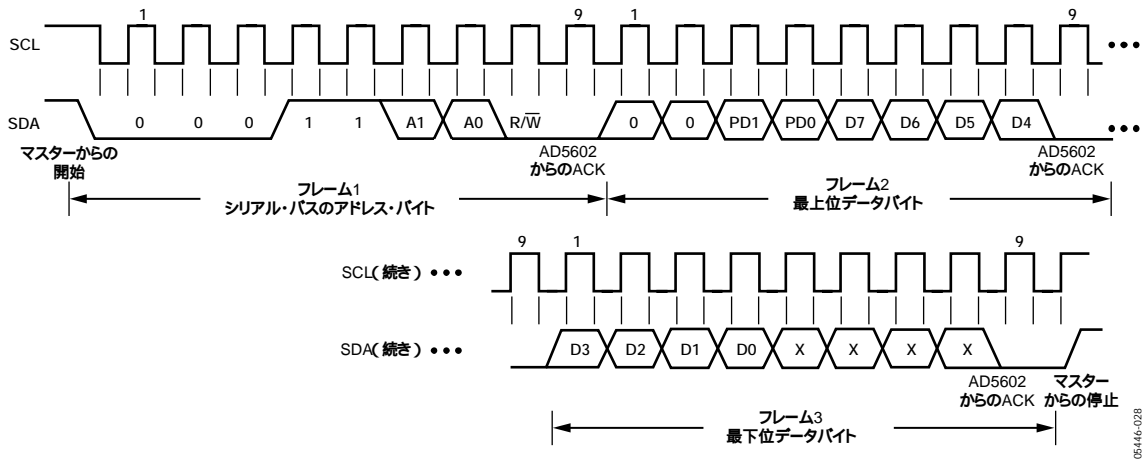 1 9 1 9
SCL
SDA 0 0 0 1 1 A1 A0 R/W̅ 0 0 PD1 PD0 D7 D6 D5 D4
マスターからの
開始
AD5602
からのACK
AD5602
からのACK
フレーム1
シリアル・バスのアドレス・バイト
フレーム2
最上位データバイト
9 1 9
SCL(続き)
SDA(続き) D3 D2 D1 D0 X X X X
AD5602
からのACK
マスター
からの停止
フレーム3
最下位データバイト
05446-028